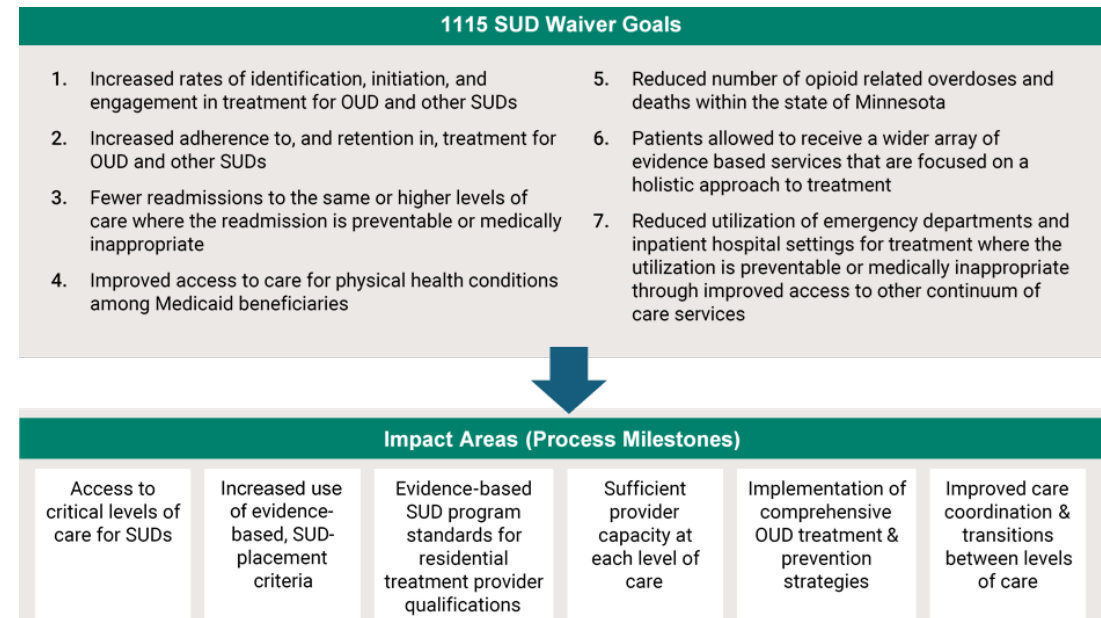 1115 SUD Waiver Goals
1. Increased rates of identification, initiation, and
engagement in treatment for OUD and other SUDs
2. Increased adherence to, and retention in, treatment for
OUD and other SUDs
3. Fewer readmissions to the same or higher levels of
care where the readmission is preventable or medically
inappropriate
4. Improved access to care for physical health conditions
among Medicaid beneficiaries
5. Reduced number of opioid related overdoses and
deaths within the state of Minnesota
6. Patients allowed to receive a wider array of
evidence based services that are focused on a
holistic approach to treatment
7. Reduced utilization of emergency departments and
inpatient hospital settings for treatment where the
utilization is preventable or medically inappropriate
through improved access to other continuum of
care services
Impact Areas (Process Milestones)
Access to
critical levels of
care for SUDs
Increased use
of evidence-
based, SUD-
placement
criteria
Evidence-based
SUD program
standards for
residential
treatment provider
qualifications
Sufficient
provider
capacity at
each level of
care
Implementation of
comprehensive
OUD treatment &
prevention
strategies
Improved care
coordination &
transitions
between levels
of care